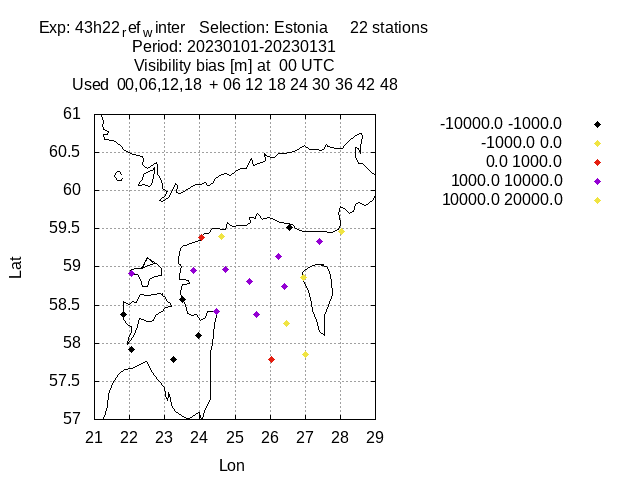 Exp: 43h22refwinter   Selection: Estonia     22 stations
Period: 20230101-20230131
Visibility bias [m] at  00 UTC
Used  00,06,12,18  + 06 12 18 24 30 36 42 48
-10000.0 -1000.0
-1000.0 0.0
0.0 1000.0
1000.0 10000.0
10000.0 20000.0
61
60.5
60
59.5
59
58.5
58
57.5
57
Lat
21 22 23 24 25 26 27 28 29
Lon